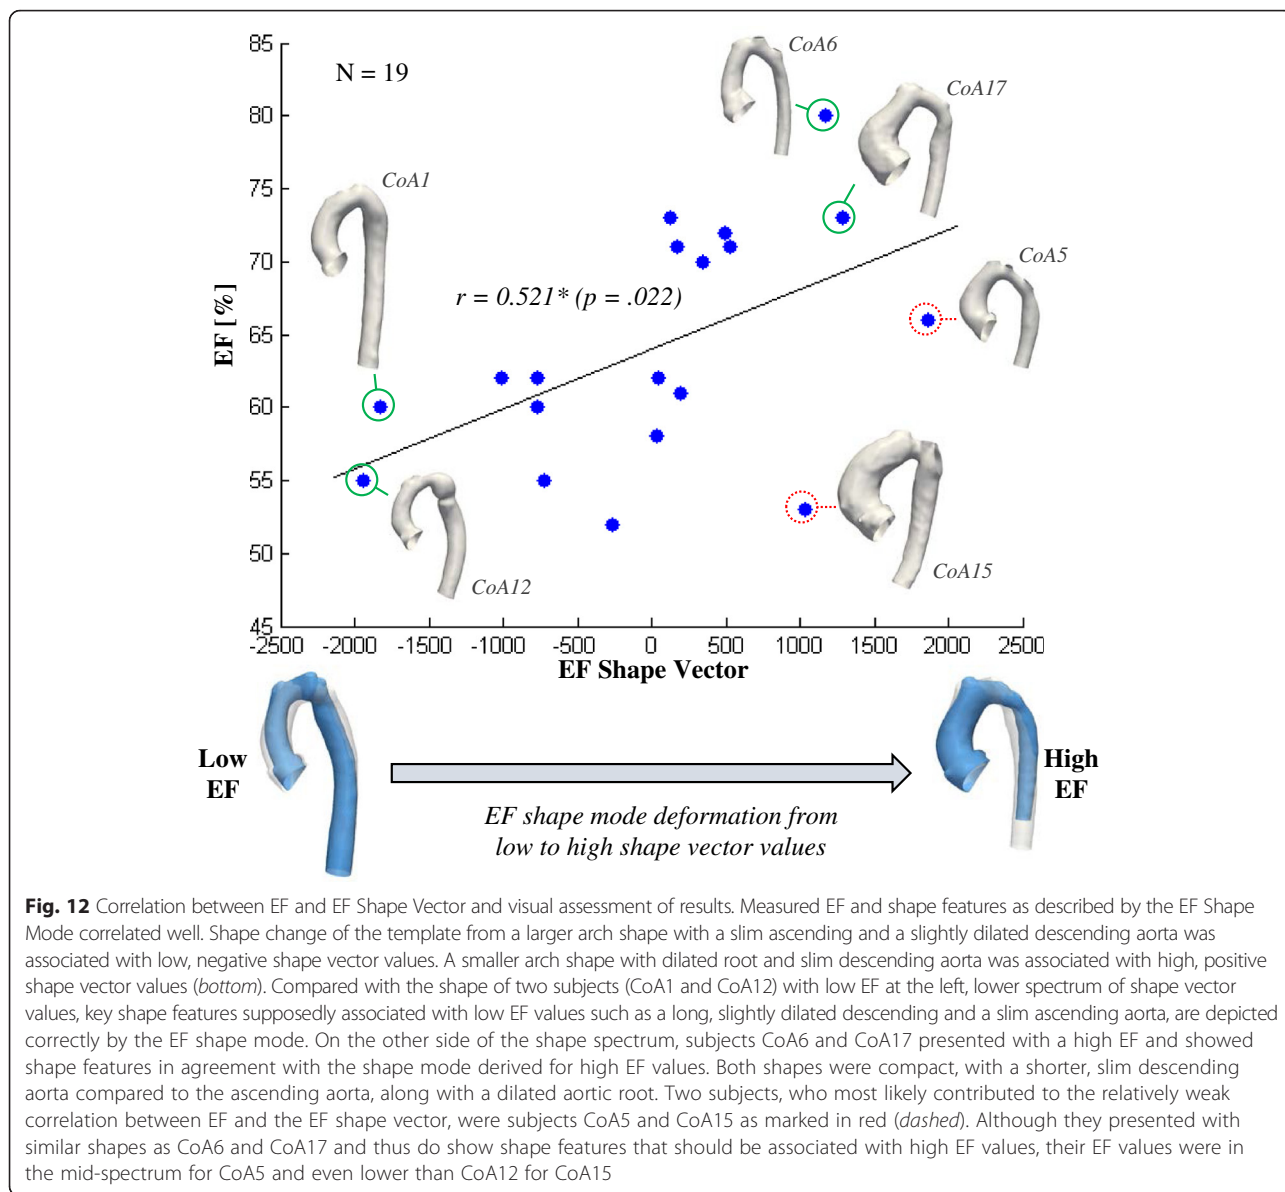 85
80
75
70
65
60
55
50
45
EF [%]
N = 19
CoA6
CoA17
CoA1
CoA5
r = 0.521* (p = .022)
CoA12
CoA15
-2500 -2000 -1500 -1000 -500 0 500 1000 1500 2000 2500
EF Shape Vector
Low
EF
High
EF
EF shape mode deformation from
low to high shape vector values
Fig. 12 Correlation between EF and EF Shape Vector and visual assessment of results. Measured EF and shape features as described by the EF Shape
Mode correlated well. Shape change of the template from a larger arch shape with a slim ascending and a slightly dilated descending aorta was
associated with low, negative shape vector values. A smaller arch shape with dilated root and slim descending aorta was associated with high, positive
shape vector values (bottom). Compared with the shape of two subjects (CoA1 and CoA12) with low EF at the left, lower spectrum of shape vector
values, key shape features supposedly associated with low EF values such as a long, slightly dilated descending and a slim ascending aorta, are depicted
correctly by the EF shape mode. On the other side of the shape spectrum, subjects CoA6 and CoA17 presented with a high EF and showed
shape features in agreement with the shape mode derived for high EF values. Both shapes were compact, with a shorter, slim descending
aorta compared to the ascending aorta, along with a dilated aortic root. Two subjects, who most likely contributed to the relatively weak
correlation between EF and the EF shape vector, were subjects CoA5 and CoA15 as marked in red (dashed). Although they presented with
similar shapes as CoA6 and CoA17 and thus do show shape features that should be associated with high EF values, their EF values were in
the mid-spectrum for CoA5 and even lower than CoA12 for CoA15